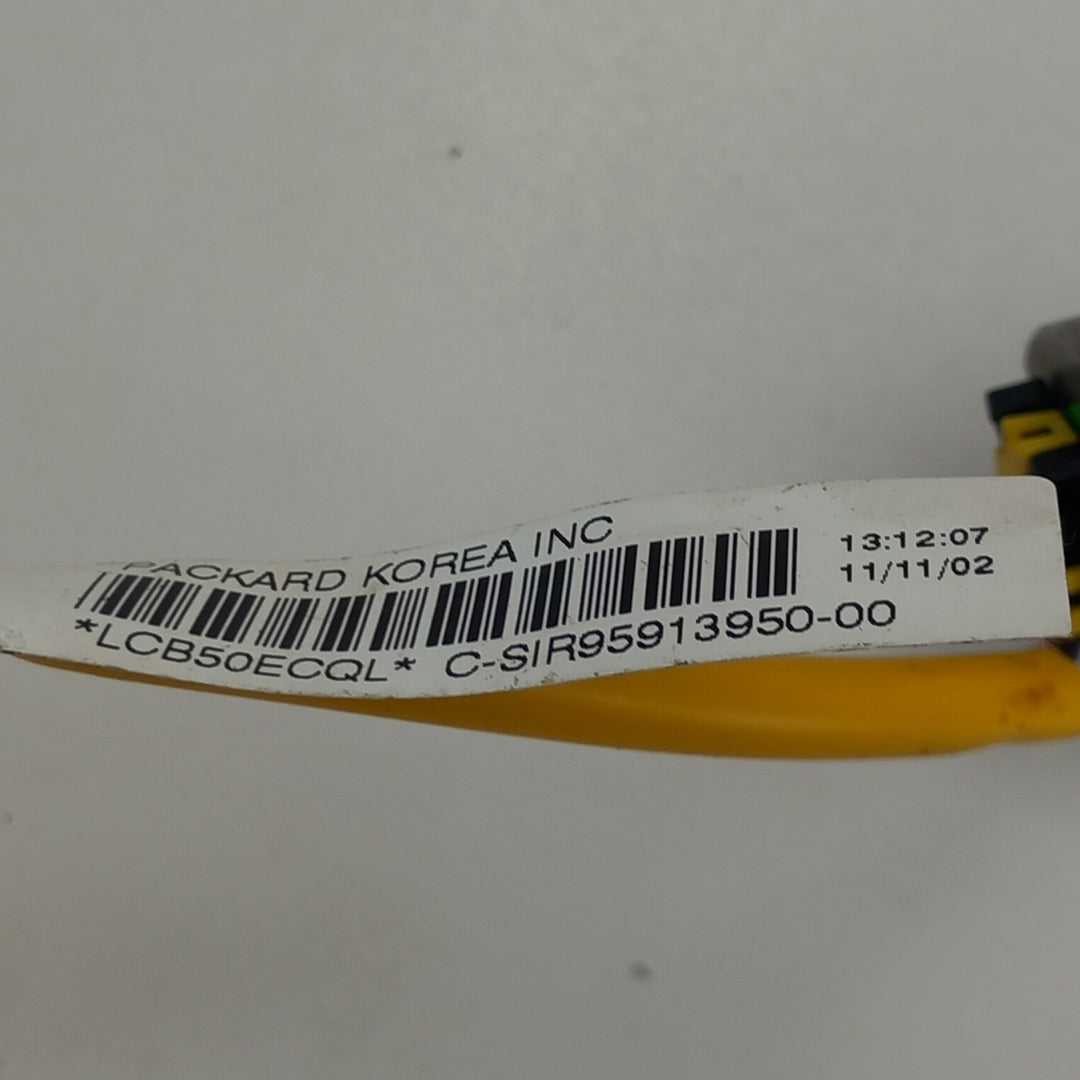 PACKARD KOREA INC
13:12:07
11/11/02
*LCB50ECQL* C-SIR95913950-00